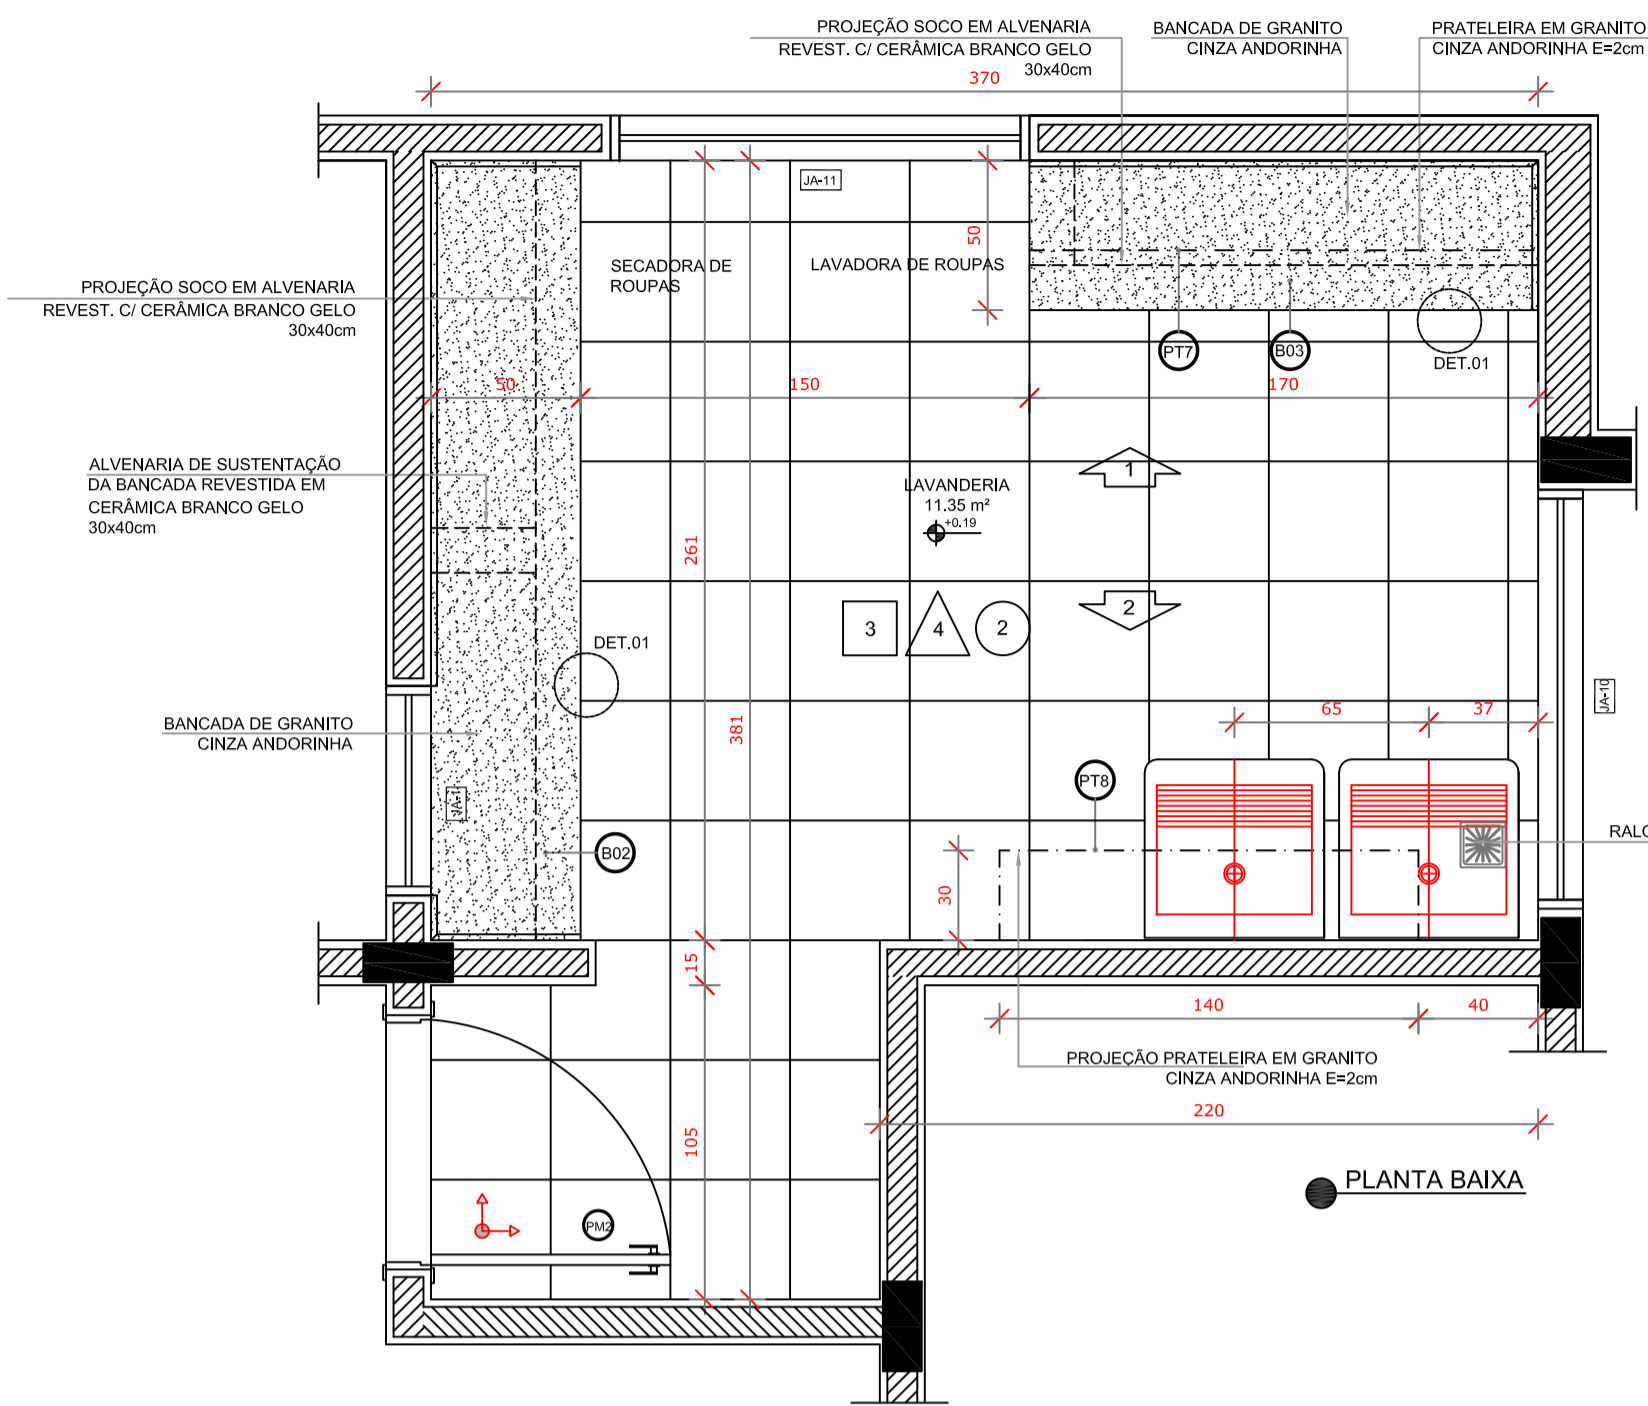 PROJEÇÃO SOCO EM ALVENARIA
REVEST. C/ CERÂMICA BRANCO GELO
30x40cm
BANCADA DE GRANITO
CINZA ANDORINHA
PRATELEIRA EM GRANITO
CINZA ANDORINHA E=2cm
370
JA-11
SECADORA DE
ROUPAS
LAVADORA DE ROUPAS
50
PROJEÇÃO SOCO EM ALVENARIA
REVEST. C/ CERÂMICA BRANCO GELO
30x40cm
PT7
B03
DET.01
50
150
170
ALVENARIA DE SUSTENTAÇÃO
DA BANCADA REVESTIDA EM
CERÂMICA BRANCO GELO
30x40cm
1
LAVANDERIA
11.35 m²
+0.19
261
2
3
4
2
DET.01
JA-10
BANCADA DE GRANITO
CINZA ANDORINHA
381
65
37
PT8
JA-1
B02
RALO
30
15
140
40
PROJEÇÃO PRATELEIRA EM GRANITO
CINZA ANDORINHA E=2cm
220
105
PLANTA BAIXA
PM2